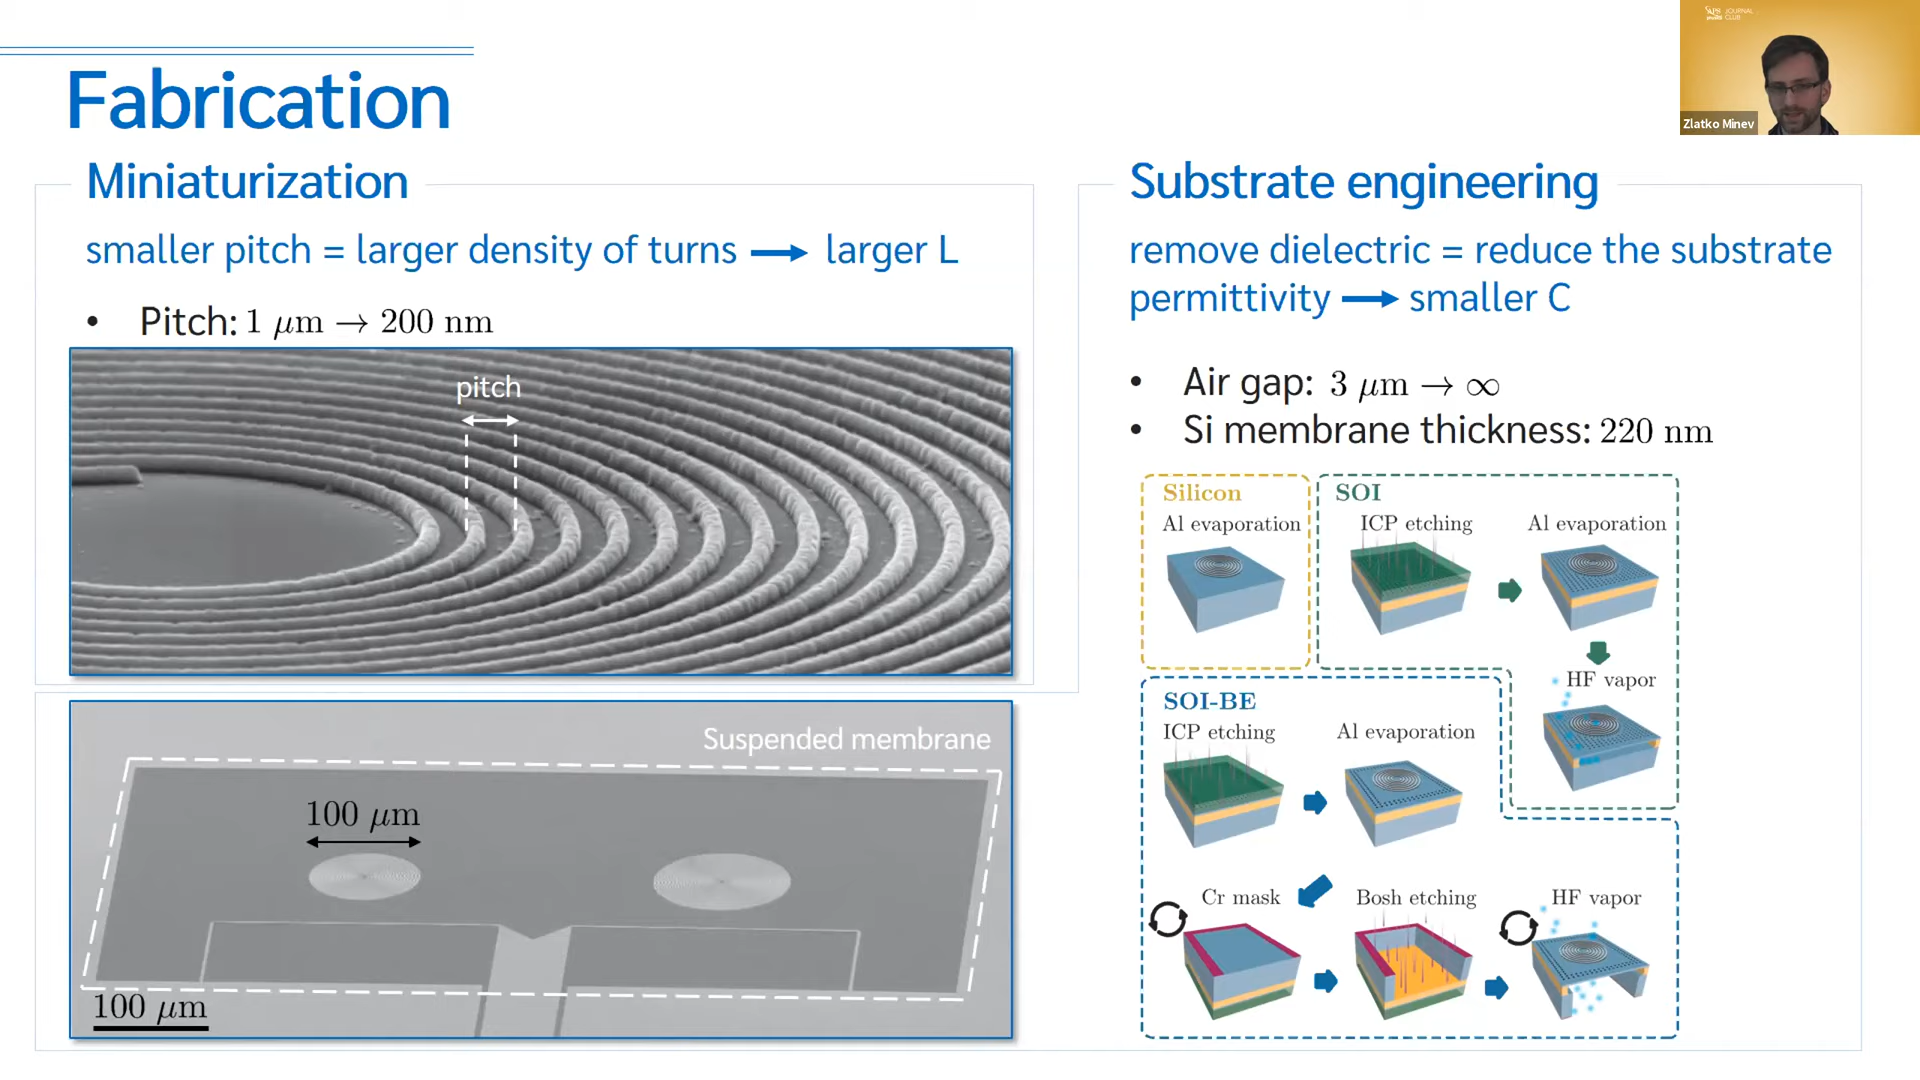 Fabrication
Miniaturization
smaller pitch = larger density of turns ⟶ larger L
• Pitch: 1 μm → 200 nm
pitch
Suspended membrane
100 μm
100 μm
Substrate engineering
remove dielectric = reduce the substrate
permittivity ⟶ smaller C
• Air gap: 3 μm → ∞
• Si membrane thickness: 220 nm
Silicon
Al evaporation
SOI
ICP etching
Al evaporation
HF vapor
SOI-BE
ICP etching
Al evaporation
Cr mask
Bosh etching
HF vapor
APS
JOURNAL
CLUB
Zlatko Minev